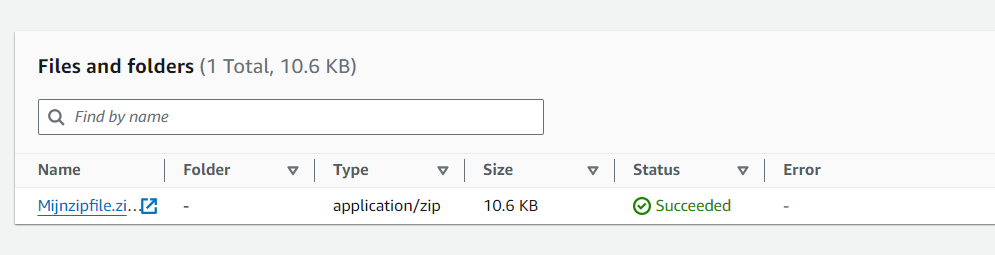 Files and folders (1 Total, 10.6 KB)
Find by name
Name Folder Type Size Status Error
Mijnzipfile.zi... - application/zip 10.6 KB Succeeded -